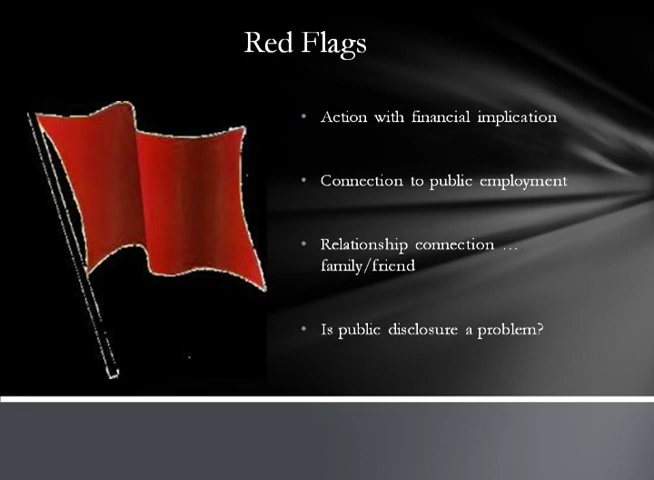 Red Flags
• Action with financial implication
• Connection to public employment
• Relationship connection …
family/friend
• Is public disclosure a problem?